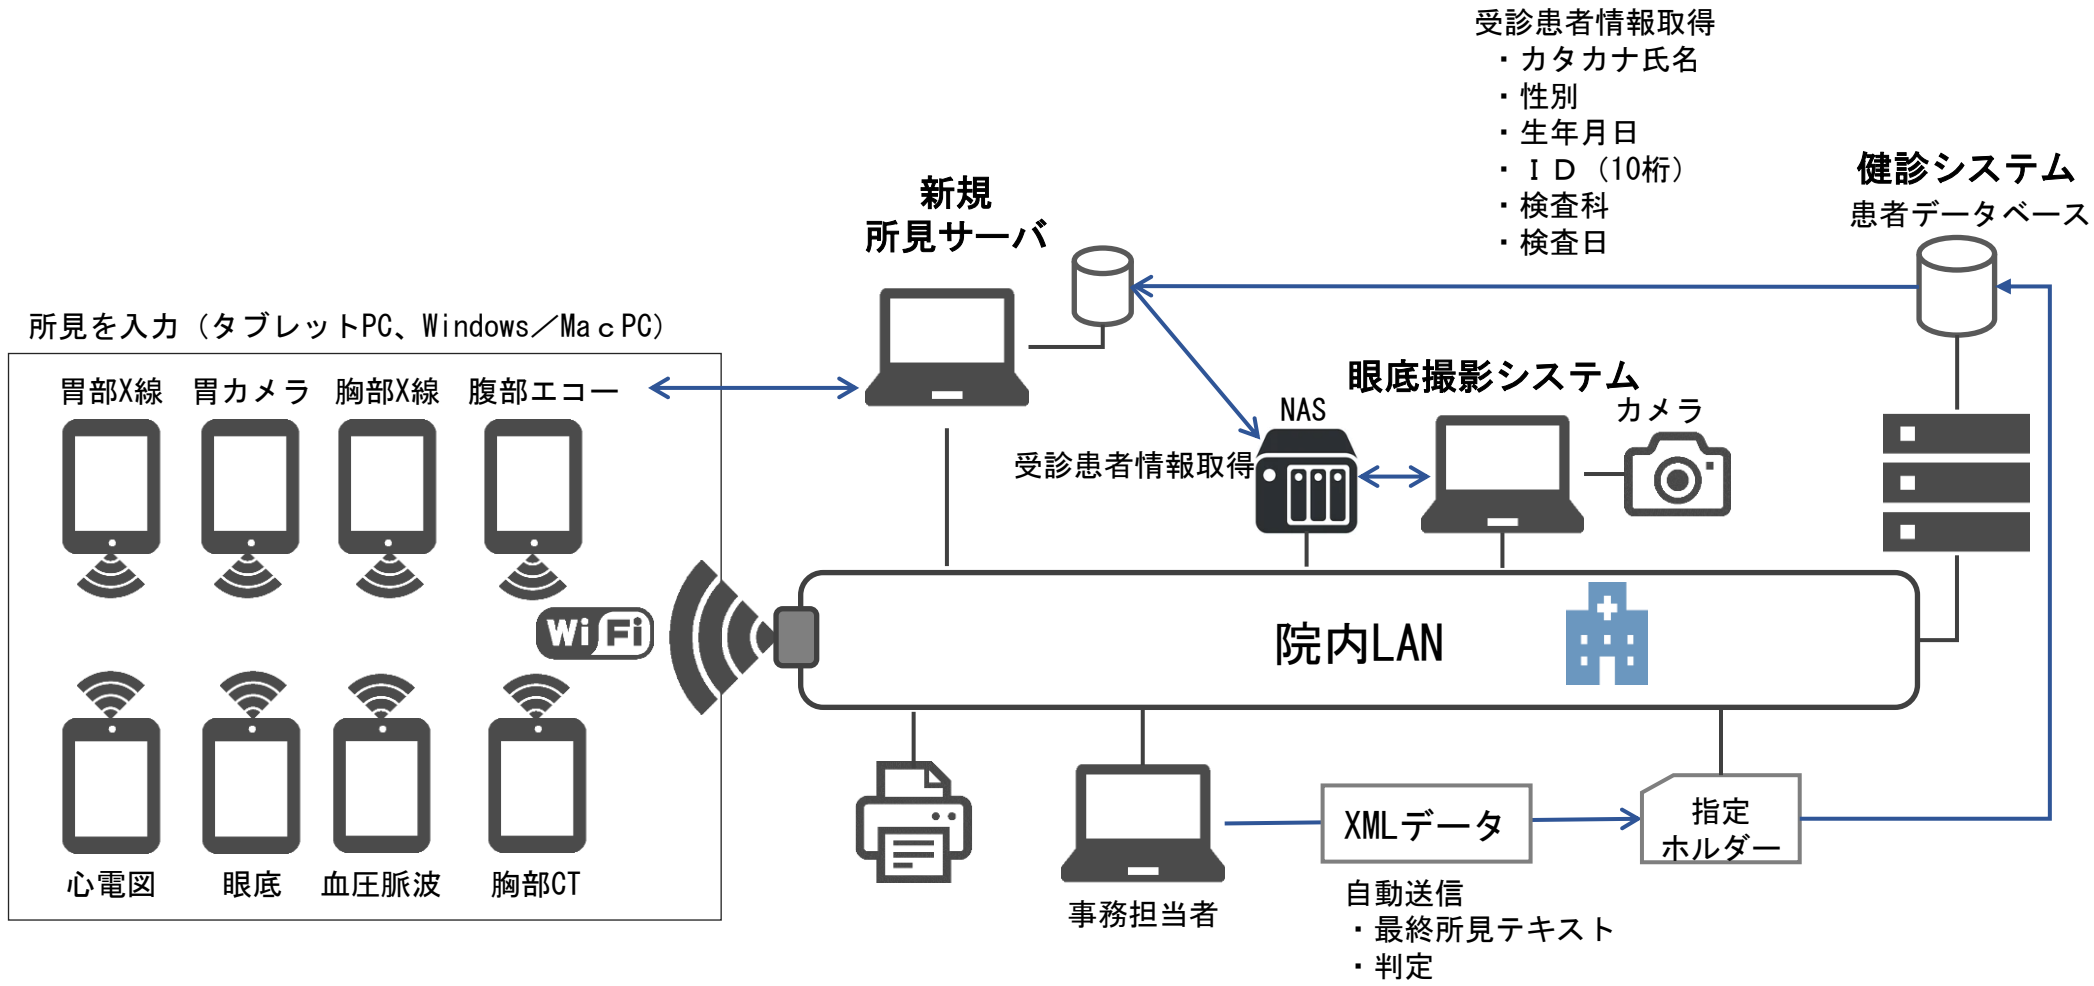 受診患者情報取得
・カタカナ氏名
・性別
・生年月日
・ＩＤ（10桁）
・検査科
・検査日
健診システム
患者データベース
新規
所見サーバ
所見を入力（タブレットPC、Windows／MaｃPC）
胃部X線
胃カメラ
胸部X線
腹部エコー
眼底撮影システム
NAS
カメラ
受診患者情報取得
WiFi
院内LAN
心電図
眼底
血圧脈波
胸部CT
事務担当者
XMLデータ
指定
ホルダー
自動送信
・最終所見テキスト
・判定